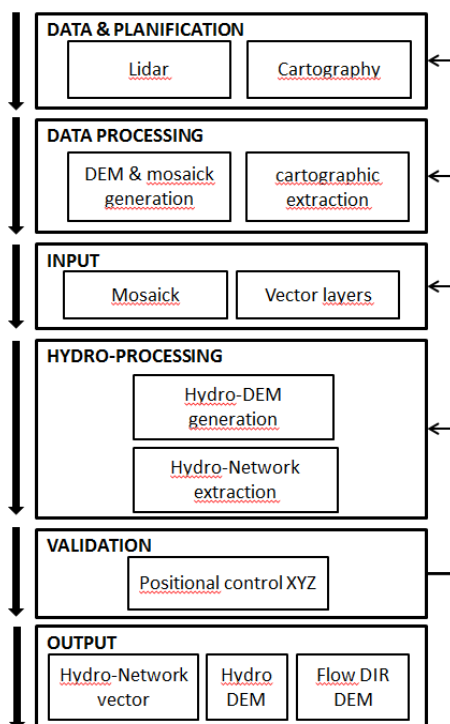 DATA & PLANIFICATION
Lidar
Cartography
DATA PROCESSING
DEM & mosaick
generation
cartographic
extraction
INPUT
Mosaick
Vector layers
HYDRO-PROCESSING
Hydro-DEM
generation
Hydro-Network
extraction
VALIDATION
Positional control XYZ
OUTPUT
Hydro-Network
vector
Hydro
DEM
Flow DIR
DEM